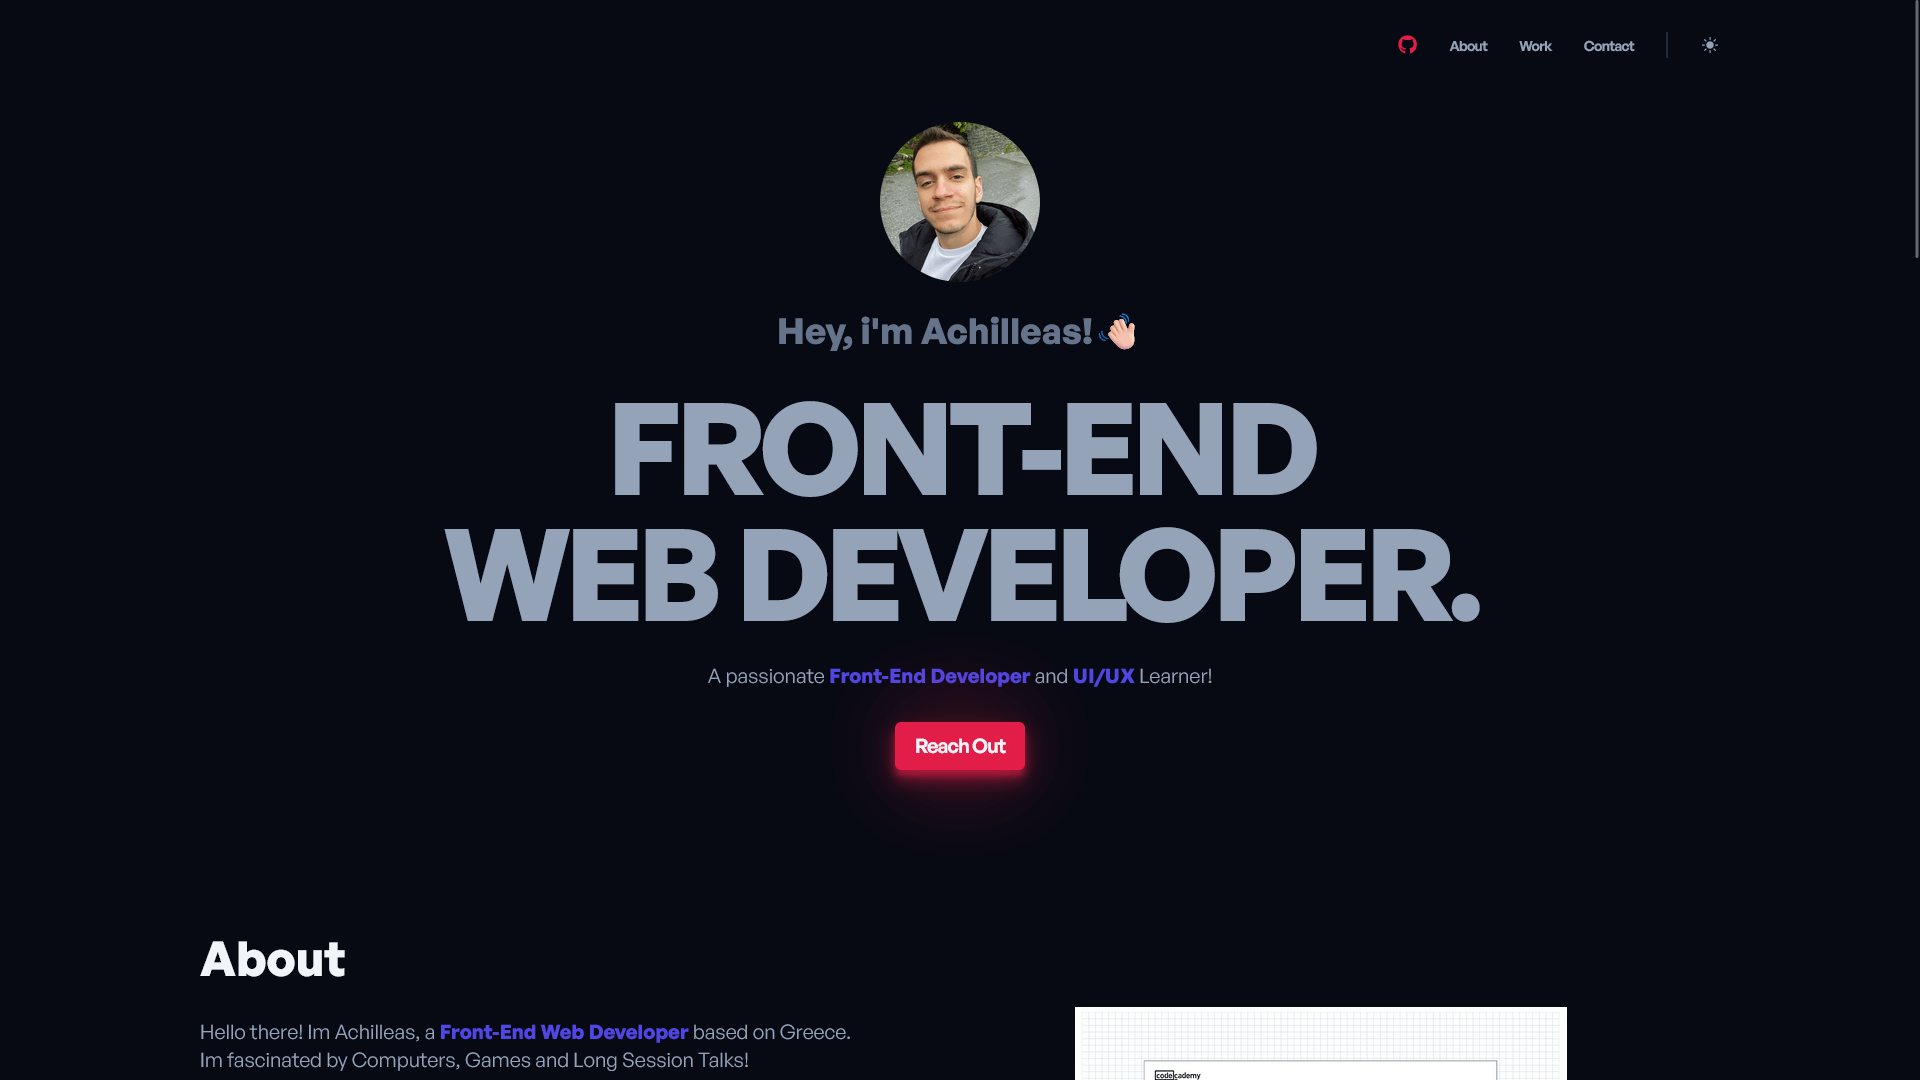 About
Work
Contact
Hey, i'm Achilleas!
FRONT-END
WEB DEVELOPER.
A passionate Front-End Developer and UI/UX Learner!
Reach Out
About
Hello there! Im Achilleas, a Front-End Web Developer based on Greece.
Im fascinated by Computers, Games and Long Session Talks!
codecademy